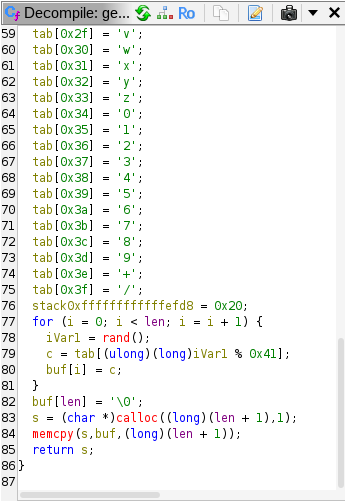 Decompile: ge...
Ro
59 tab[0x2f] = 'v';
60 tab[0x30] = 'w';
61 tab[0x31] = 'x';
62 tab[0x32] = 'y';
63 tab[0x33] = 'z';
64 tab[0x34] = '0';
65 tab[0x35] = '1';
66 tab[0x36] = '2';
67 tab[0x37] = '3';
68 tab[0x38] = '4';
69 tab[0x39] = '5';
70 tab[0x3a] = '6';
71 tab[0x3b] = '7';
72 tab[0x3c] = '8';
73 tab[0x3d] = '9';
74 tab[0x3e] = '+';
75 tab[0x3f] = '/';
76 stack0xffffffffffffefd8 = 0x20;
77 for (i = 0; i < len; i = i + 1) {
78 iVar1 = rand();
79 c = tab[(ulong)(long)iVar1 % 0x41];
80 buf[i] = c;
81 }
82 buf[len] = '\0';
83 s = (char *)calloc((long)(len + 1),1);
84 memcpy(s,buf,(long)(len + 1));
85 return s;
86 }
87